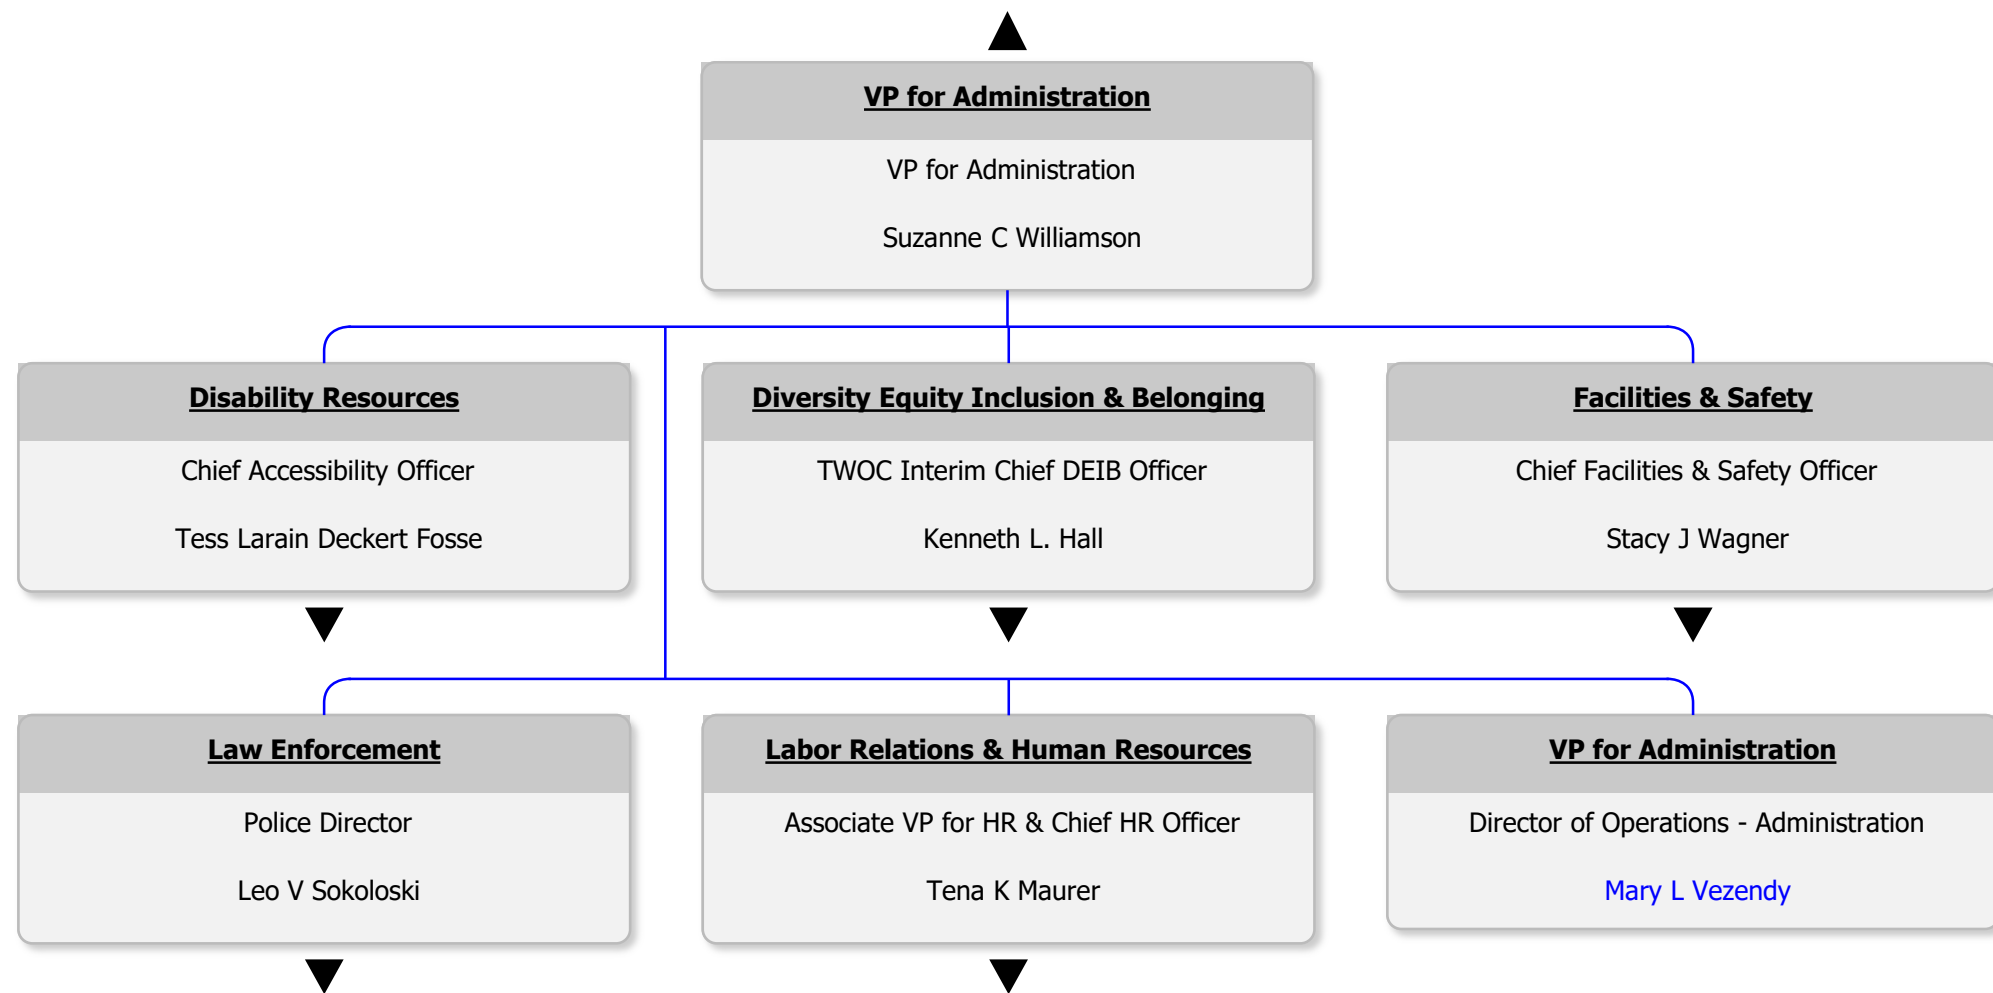 VP for Administration
VP for Administration
Suzanne C Williamson
Disability Resources
Chief Accessibility Officer
Tess Larain Deckert Fosse
Diversity Equity Inclusion & Belonging
TWOC Interim Chief DEIB Officer
Kenneth L. Hall
Facilities & Safety
Chief Facilities & Safety Officer
Stacy J Wagner
Law Enforcement
Police Director
Leo V Sokoloski
Labor Relations & Human Resources
Associate VP for HR & Chief HR Officer
Tena K Maurer
VP for Administration
Director of Operations - Administration
Mary L Vezendy